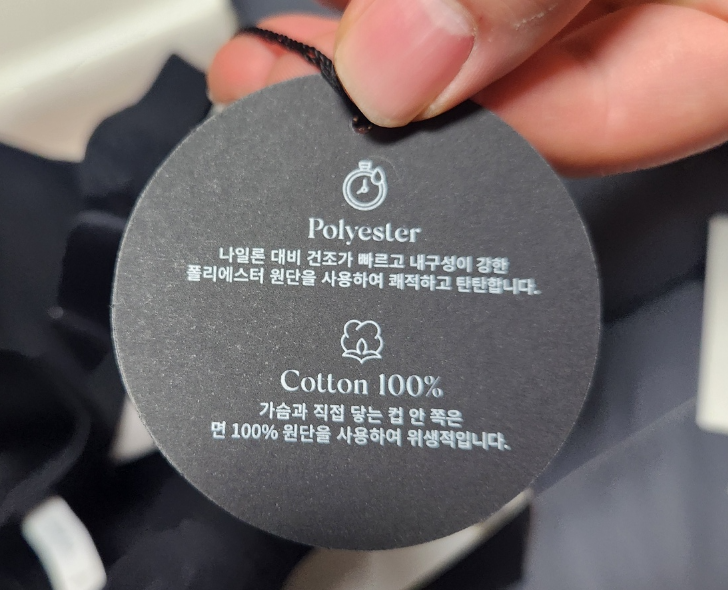 Polyester
나일론 대비 건조가 빠르고 내구성이 강한
폴리에스터 원단을 사용하여 쾌적하고 탄탄합니다.
Cotton 100%
가슴과 직접 닿는 컵 안 쪽은
면 100% 원단을 사용하여 위생적입니다.